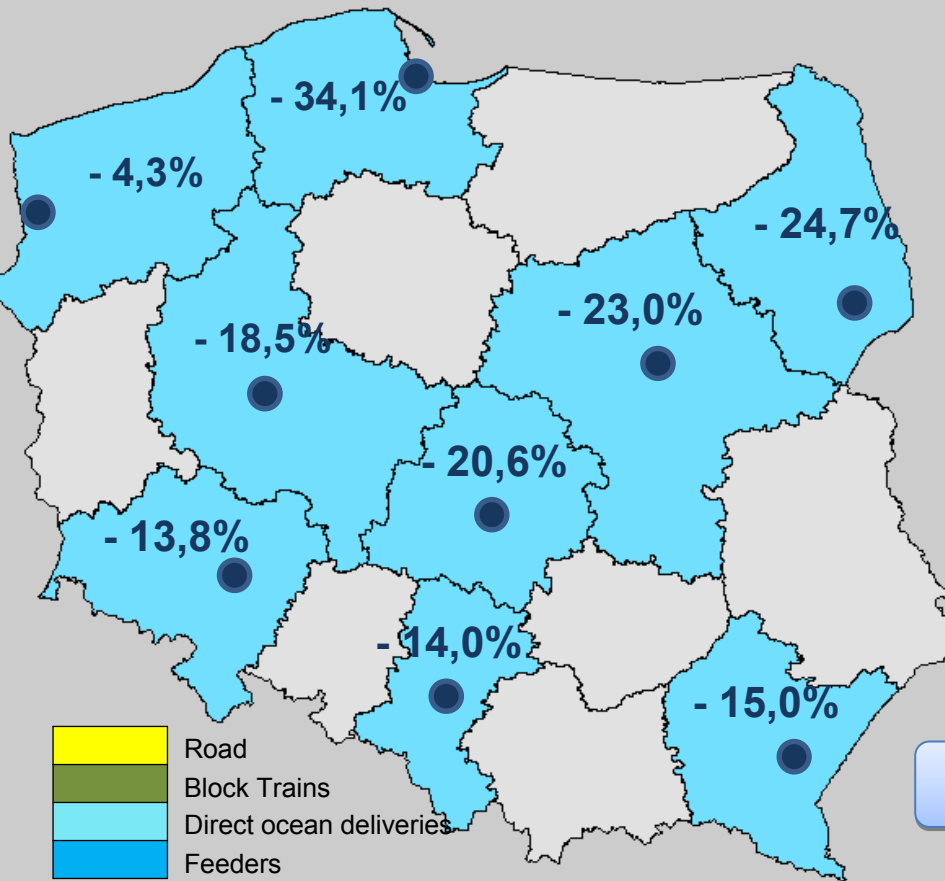 - 34,1%
- 4,3%
- 24,7%
- 23,0%
- 18,5%
- 20,6%
- 13,8%
- 14,0%
- 15,0%
Road
Block Trains
Direct ocean deliveries
Feeders